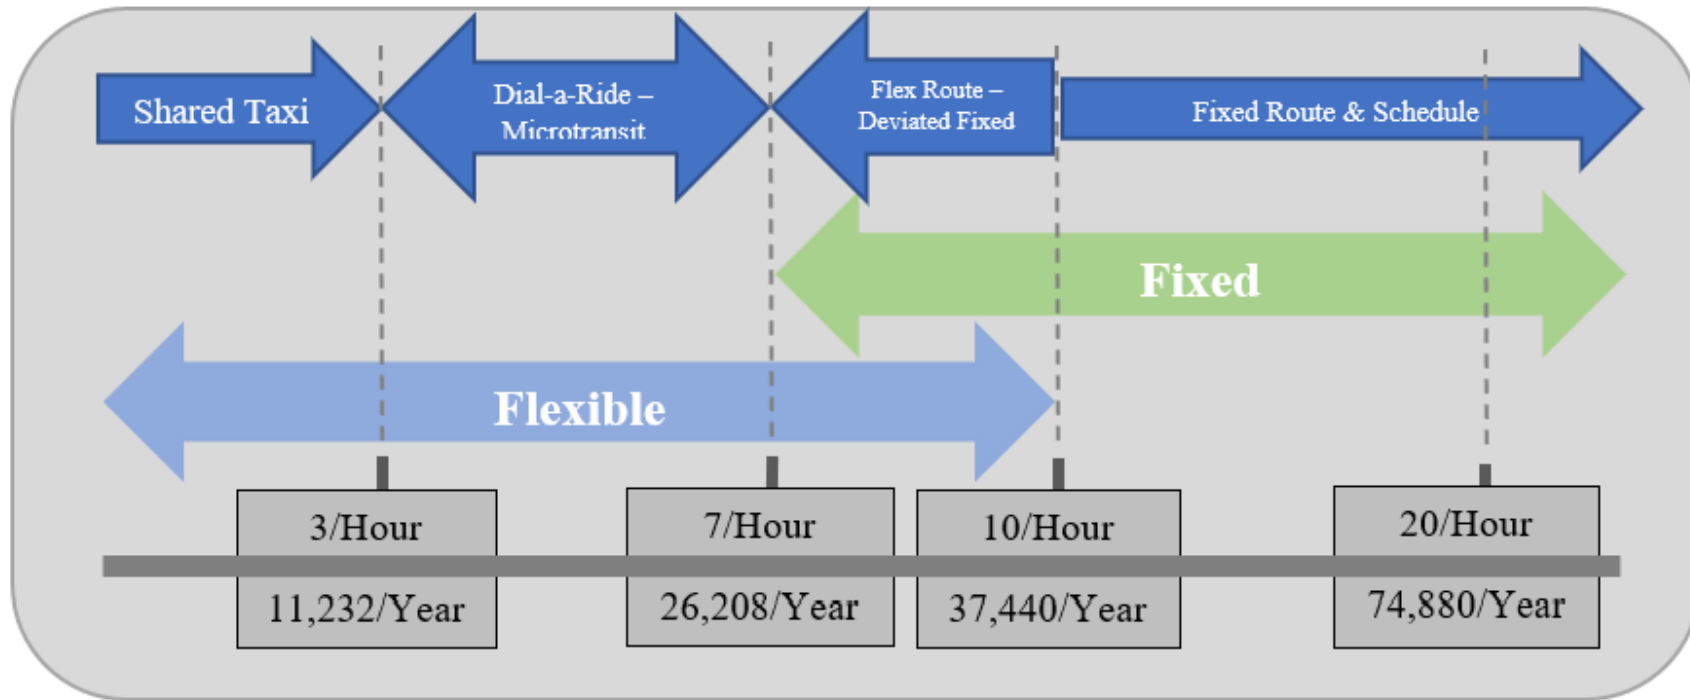 Shared Taxi
Dial-a-Ride –
Microtransit
Flex Route –
Deviated Fixed
Fixed Route & Schedule
Fixed
Flexible
3/Hour
7/Hour
10/Hour
20/Hour
11,232/Year
26,208/Year
37,440/Year
74,880/Year